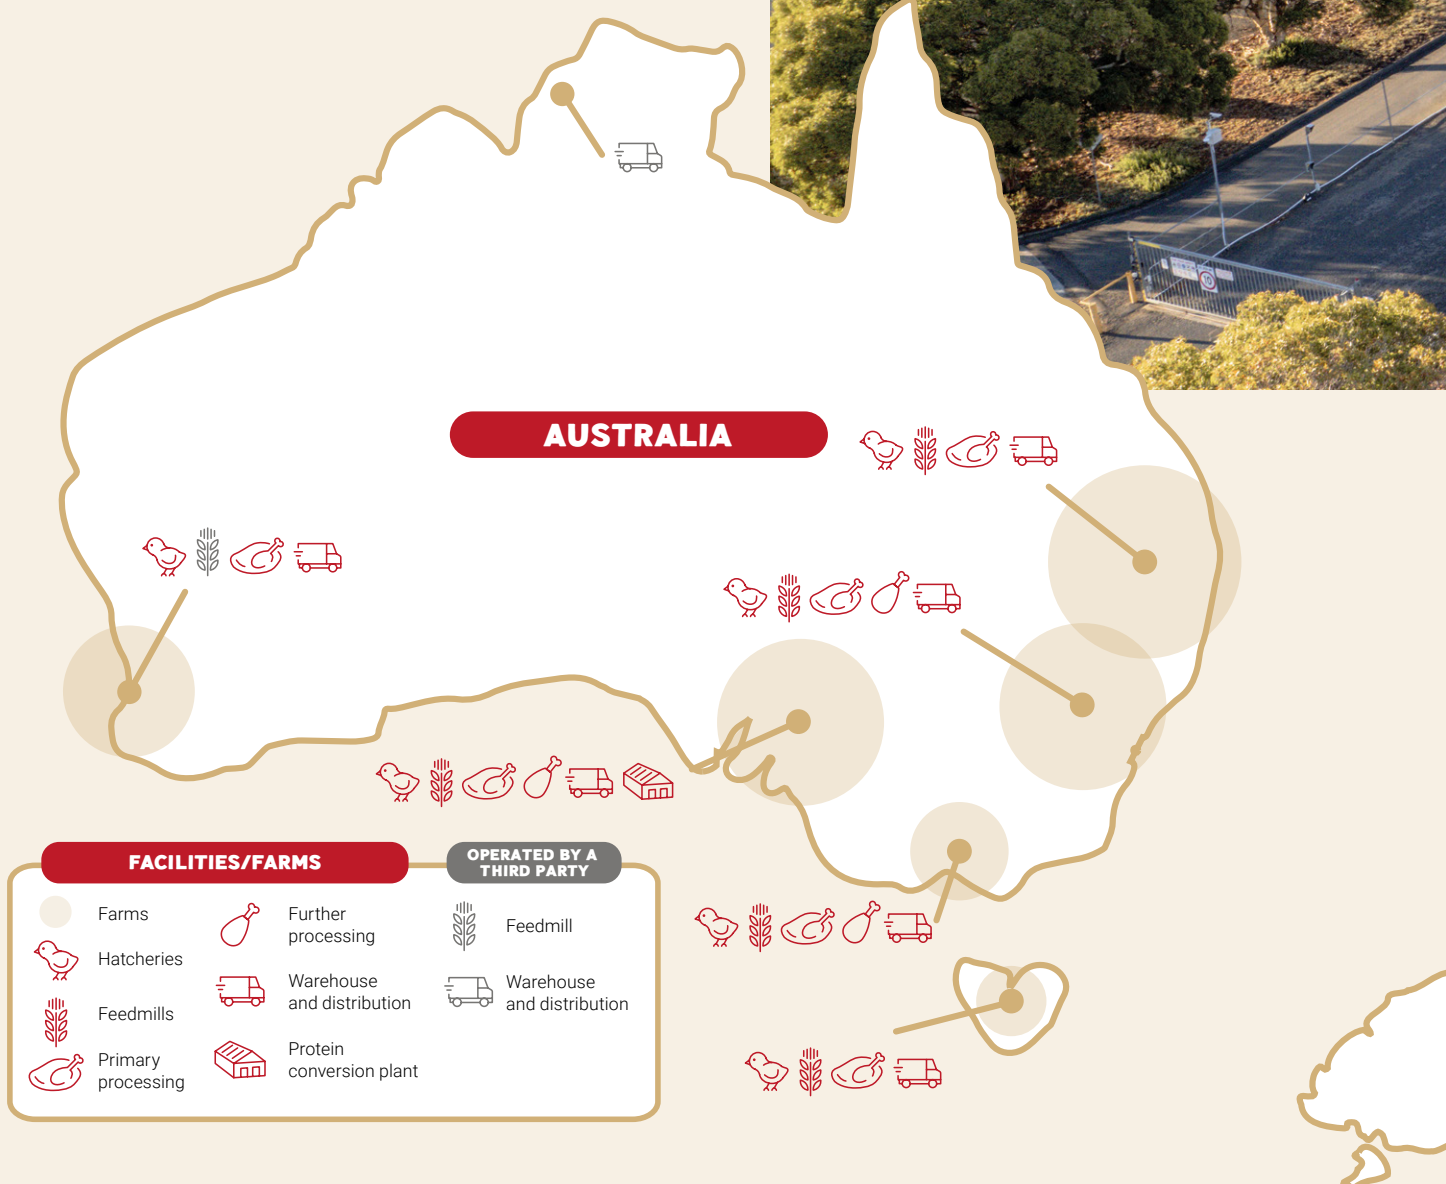 AUSTRALIA
FACILITIES/FARMS
Farms
Hatcheries
Feedmills
Primary
processing
Further
processing
Warehouse
and distribution
Protein
conversion plant
OPERATED BY A
THIRD PARTY
Feedmill
Warehouse
and distribution
10